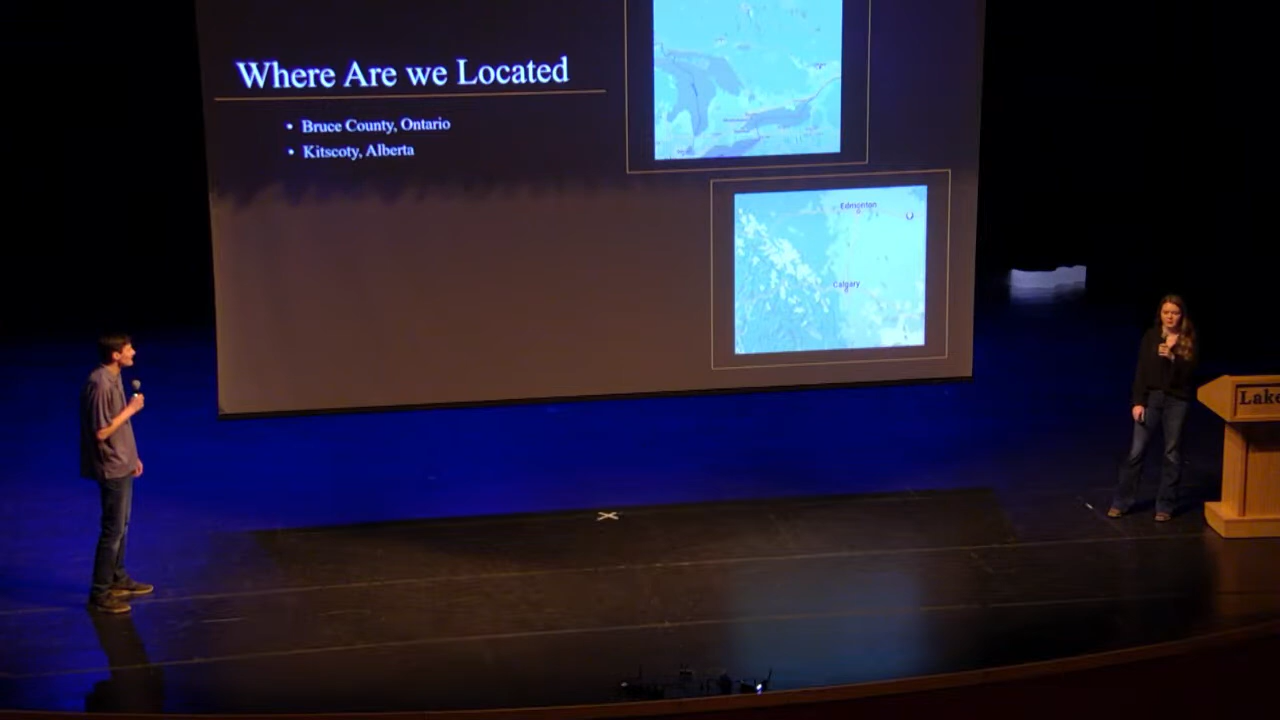 Where Are we Located
• Bruce County, Ontario
• Kitscoty, Alberta
Edmonton
Calgary
Lake